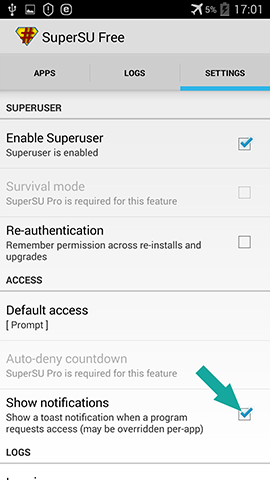 5% 17:01
SuperSU Free
APPS LOGS SETTINGS
SUPERUSER
Enable Superuser
Superuser is enabled
Survival mode
SuperSU Pro is required for this feature
Re-authentication
Remember permission across re-installs and
upgrades
ACCESS
Default access
[ Prompt ]
Auto-deny countdown
SuperSU Pro is required for this feature
Show notifications
Show a toast notification when a program
requests access (may be overridden per-app)
LOGS